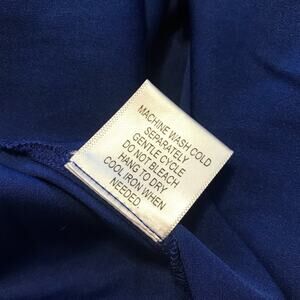 MACHINE WASH COLD
SEPARATELY
GENTLE CYCLE
DO NOT BLEACH
HANG TO DRY
COOL IRON WHEN
NEEDED.